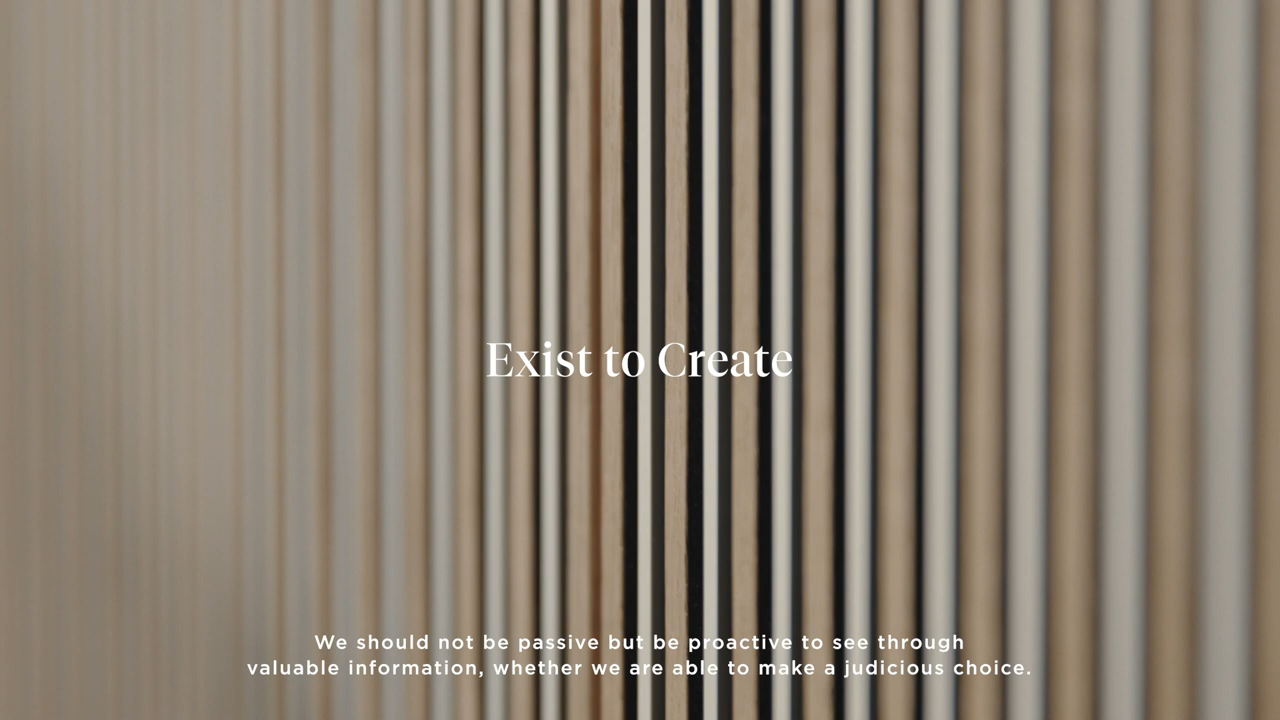 Exist to Create
We should not be passive but be proactive to see through
valuable information, whether we are able to make a judicious choice.